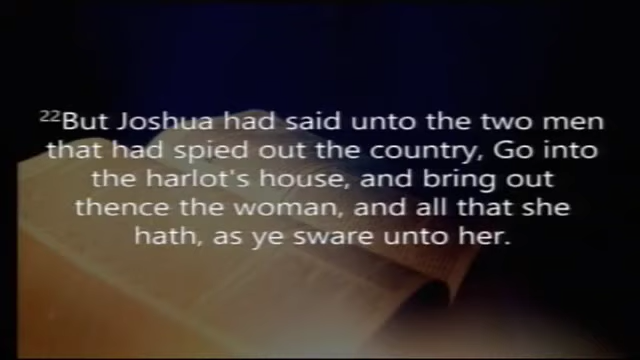 ²²But Joshua had said unto the two men
that had spied out the country, Go into
the harlot's house, and bring out
thence the woman, and all that she
hath, as ye sware unto her.